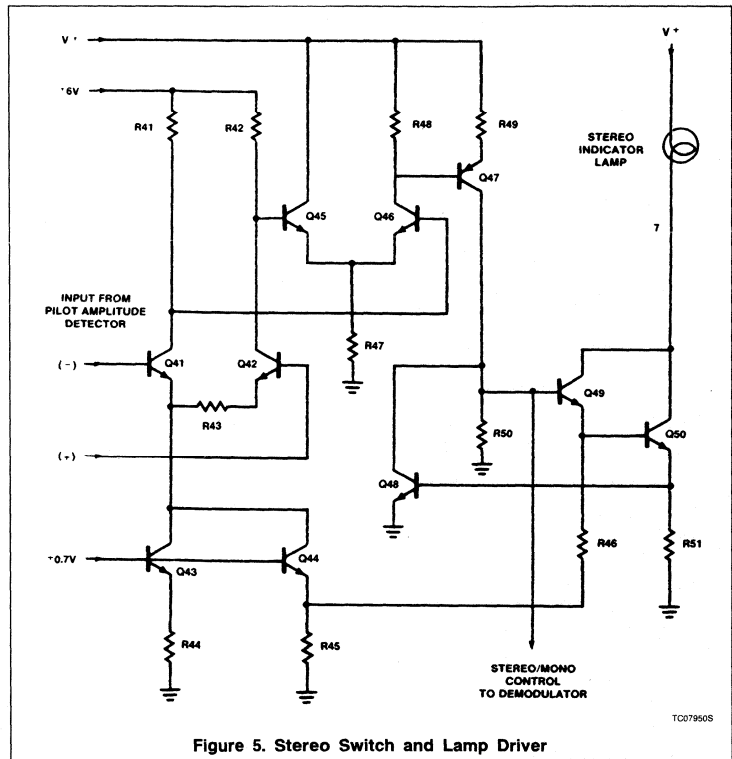 V+
V+
+6V
R41
R42
R48
R49
STEREO
INDICATOR
LAMP
Q47
Q45
Q46
7
INPUT FROM
PILOT AMPLITUDE
DETECTOR
(-)
Q41
Q42
R47
R43
Q49
R50
Q50
(+)
Q48
+0.7V
Q43
Q44
R46
R51
R44
R45
STEREO/MONO
CONTROL
TO DEMODULATOR
TC07950S
Figure 5. Stereo Switch and Lamp Driver